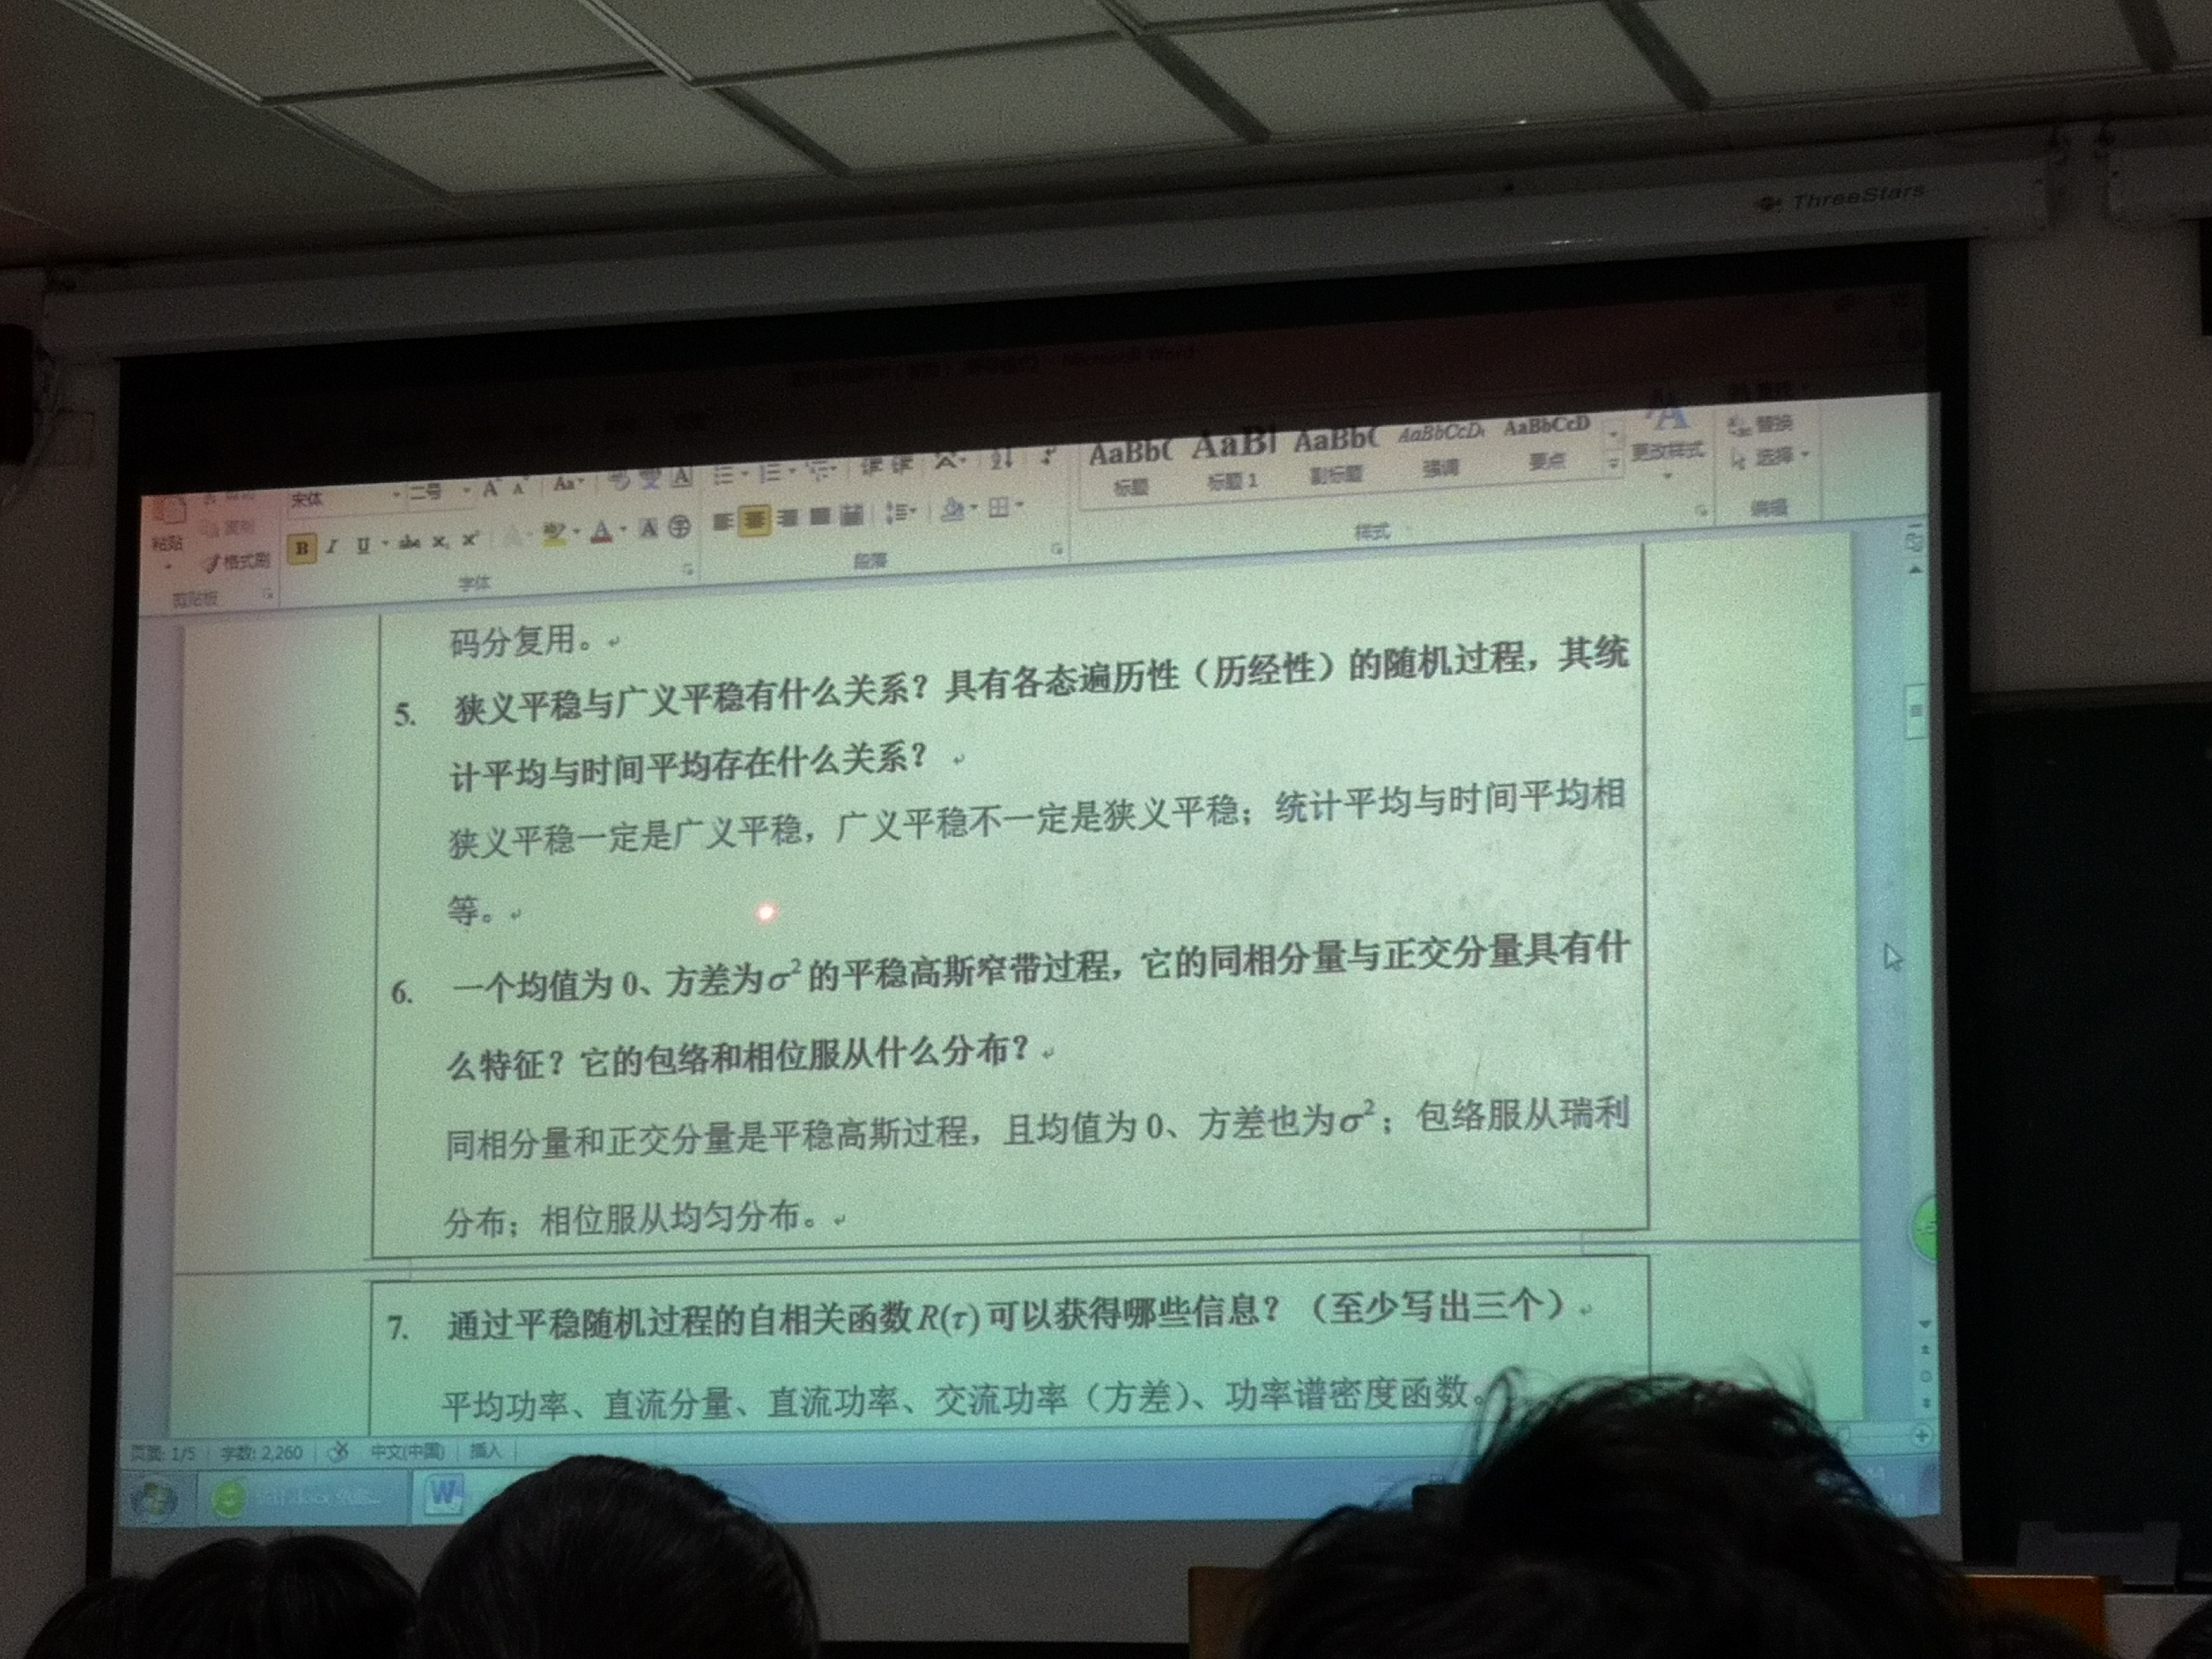 ThreeStars
Microsoft Word
宋体
二号
粘贴
格式刷
剪贴板
字体
段落
AaBb( AaBl AaBb( AaBbCcD AaBbCcD
标题 标题 1 副标题 强调 要点
更改样式
样式
替换
选择
编辑
码分复用。
5. 狭义平稳与广义平稳有什么关系?具有各态遍历性(历经性)的随机过程,其统
计平均与时间平均存在什么关系?
狭义平稳一定是广义平稳,广义平稳不一定是狭义平稳;统计平均与时间平均相
等。
6. 一个均值为 0、方差为σ²的平稳高斯窄带过程,它的同相分量与正交分量具有什
么特征?它的包络和相位服从什么分布?
同相分量和正交分量是平稳高斯过程,且均值为 0、方差也为σ²;包络服从瑞利
分布;相位服从均匀分布。
7. 通过平稳随机过程的自相关函数R(τ)可以获得哪些信息?(至少写出三个)
平均功率、直流分量、直流功率、交流功率(方差)、功率谱密度函数。
页面: 1/5 字数: 2,260 中文(中国) 插入